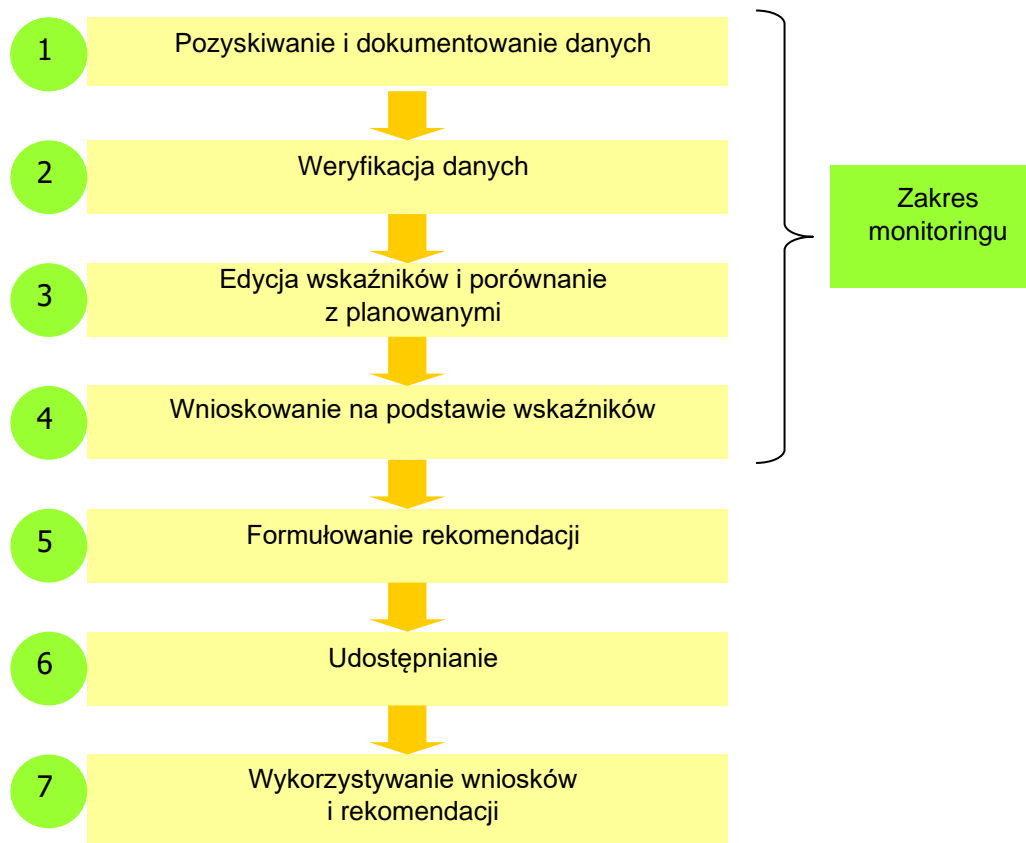 1
Pozyskiwanie i dokumentowanie danych
2
Weryfikacja danych
3
Edycja wskaźników i porównanie
z planowanymi
4
Wnioskowanie na podstawie wskaźników
Zakres
monitoringu
5
Formułowanie rekomendacji
6
Udostępnianie
7
Wykorzystywanie wniosków
i rekomendacji